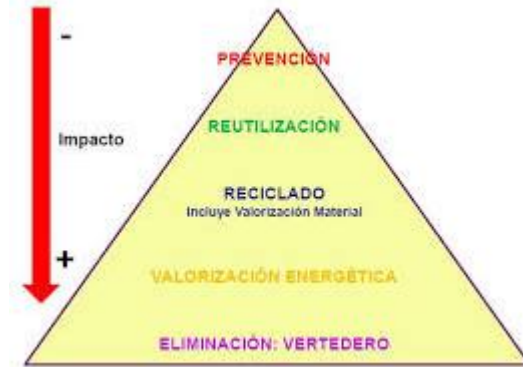 -
PREVENCIÓN
REUTILIZACIÓN
Impacto
RECICLADO
Incluye Valorización Material
+
VALORIZACIÓN ENERGÉTICA
ELIMINACIÓN: VERTEDERO